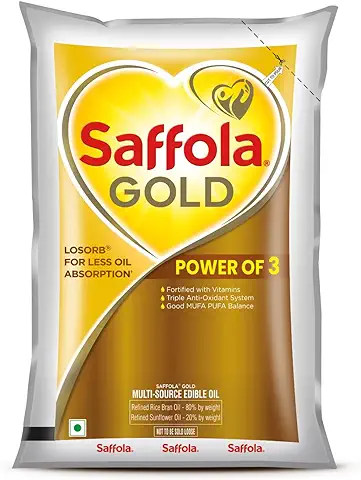 Saffola®
GOLD
LOSORB®
FOR LESS OIL
ABSORPTION
POWER OF 3
Fortified with Vitamins
Triple Anti-Oxidant System
Good MUFA PUFA Balance
SAFFOLA® GOLD
MULTI-SOURCE EDIBLE OIL
Refined Rice Bran Oil - 80% by weight
Refined Sunflower Oil - 20% by weight
NOT TO BE SOLD LOOSE
Saffola. Saffola. Saffola.